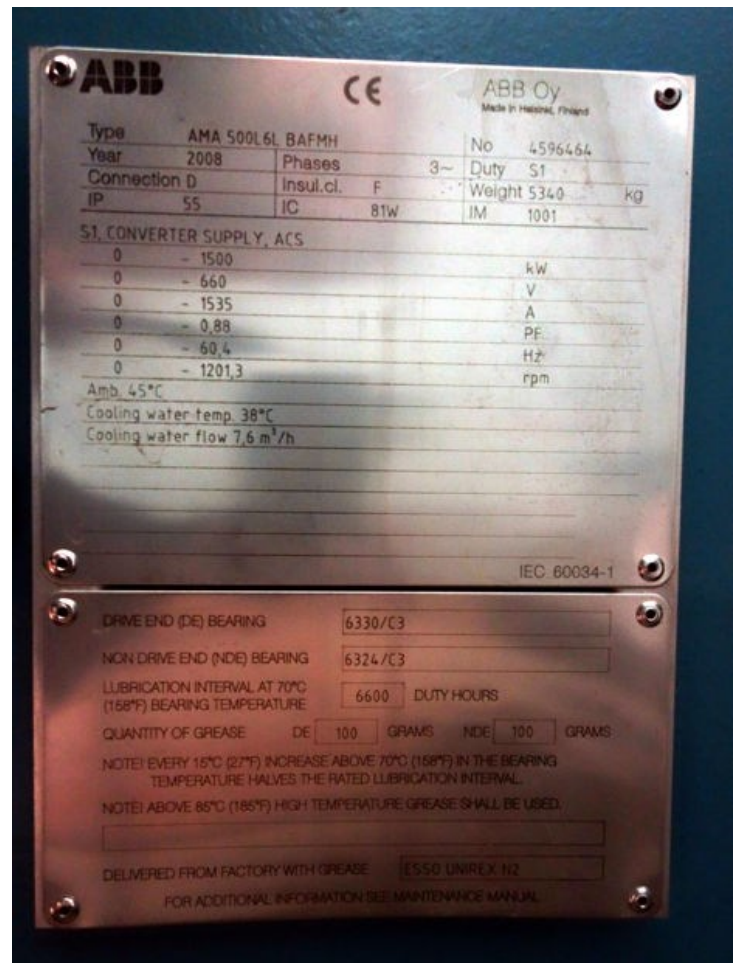 ABB CE ABB Oy
Made in Helsinki, Finland
Type AMA 500L6L BAFMH No 4596464
Year 2008 Phases 3~ Duty S1
Connection D Insul.cl. F Weight 5340 kg
IP 55 IC 81W IM 1001
S1, CONVERTER SUPPLY, ACS
0 - 1500 kW
0 - 660 V
0 - 1535 A
0 - 0,88 PF
0 - 60,4 Hz
0 - 1201,3 rpm
Amb. 45°C
Cooling water temp. 38°C
Cooling water flow 7,6 m³/h
IEC 60034-1
DRIVE END (DE) BEARING 6330/C3
NON DRIVE END (NDE) BEARING 6324/C3
LUBRICATION INTERVAL AT 70°C
(158°F) BEARING TEMPERATURE 6600 DUTY HOURS
QUANTITY OF GREASE DE 100 GRAMS NDE 100 GRAMS
NOTE! EVERY 15°C (27°F) INCREASE ABOVE 70°C (158°F) IN THE BEARING
TEMPERATURE HALVES THE RATED LUBRICATION INTERVAL.
NOTE! ABOVE 85°C (185°F) HIGH TEMPERATURE GREASE SHALL BE USED.
DELIVERED FROM FACTORY WITH GREASE ESSO UNIREX N2
FOR ADDITIONAL INFORMATION SEE MAINTENANCE MANUAL